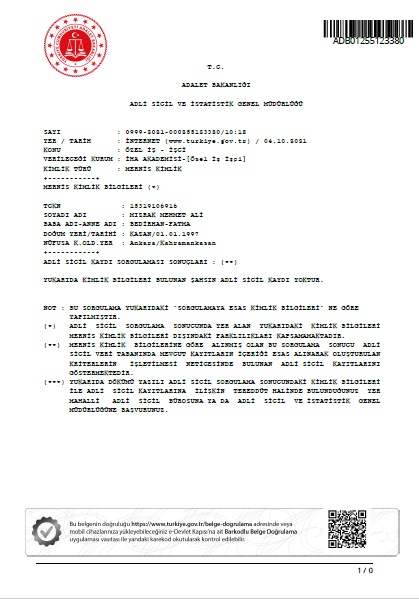 ADB01255123380
T.C.
ADALET BAKANLIĞI
ADLİ SİCİL VE İSTATİSTİK GENEL MÜDÜRLÜĞÜ
SAYI : 0999-2021-000255123380/10:18
YER / TARİH : İNTERNET (www.turkiye.gov.tr) / 04.10.2021
KONU : ÖZEL İŞ - İŞÇİ
VERİLECEĞİ KURUM : İHA AKADEMİSİ-[Özel İş İşçi]
KİMLİK TÜRÜ : MERNİS KİMLİK
+-----------+
MERNİS KİMLİK BİLGİLERİ (*)
TCKN : 18319106916
SOYADI ADI : MIZRAK MEHMET ALİ
BABA ADI-ANNE ADI : BEDİRHAN-FATMA
DOĞUM YERİ/TARİHİ : KAZAN/01.01.1997
NÜFUSA K.OLD.YER : Ankara/Kahramankazan
+-----------+
ADLİ SİCİL KAYDI SORGULAMASI SONUÇLARI : (**)
YUKARIDA KİMLİK BİLGİLERİ BULUNAN ŞAHSIN ADLİ SİCİL KAYDI YOKTUR.
NOT : BU SORGULAMA YUKARIDAKİ 'SORGULAMAYA ESAS KİMLİK BİLGİLERİ' NE GÖRE
YAPILMIŞTIR.
(*) ADLİ SİCİL SORGULAMA SONUCUNDA YER ALAN YUKARIDAKİ KİMLİK BİLGİLERİ
MERNİS KİMLİK BİLGİLERİ DIŞINDAKİ FARKLILIKLARI KAPSAMAMAKTADIR.
(**) MERNİS KİMLİK BİLGİLERİNE GÖRE ALINMIŞ OLAN BU SORGULAMA SONUCU ADLİ
SİCİL VERİ TABANINDA MEVCUT KAYITLARIN İÇERİĞİ ESAS ALINARAK OLUŞTURULAN
KRİTERLERİN İŞLETİLMESİ NETİCESİNDE BULUNAN ADLİ SİCİL KAYITLARINI
GÖSTERMEKTEDİR.
(***) YUKARIDA DÖKÜMÜ YAZILI ADLİ SİCİL SORGULAMA SONUCUNDAKİ KİMLİK BİLGİLERİ
İLE ADLİ SİCİL KAYITLARINA İLİŞKİN TEREDDÜT HALİNDE BULUNDUĞUNUZ YER
MAHALLİ ADLİ SİCİL BÜROSUNA YA DA ADLİ SİCİL VE İSTATİSTİK GENEL
MÜDÜRLÜĞÜNE BAŞVURUNUZ.
Bu belgenin doğruluğu https://www.turkiye.gov.tr/belge-dogrulama adresinde veya
mobil cihazlarınıza yükleyebileceğiniz e-Devlet Kapısı'na ait Barkodlu Belge Doğrulama
uygulaması vasıtası ile yandaki karekod okutularak kontrol edilebilir.
1 / 0